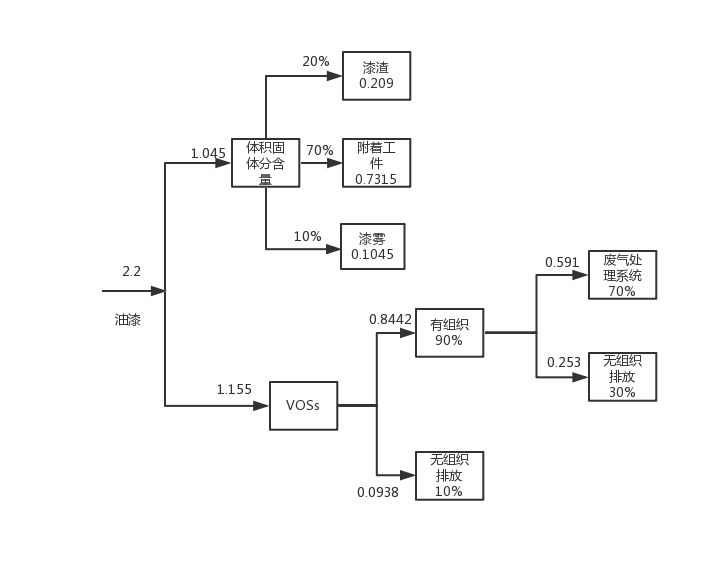 20%
漆渣
0.209
1.045
体积固
体分含
量
70%
附着工
件
0.7315
10%
漆雾
0.1045
2.2
油漆
0.591
废气处
理系统
70%
0.8442
有组织
90%
0.253
无组织
排放
30%
1.155
VOSs
无组织
排放
10%
0.0938